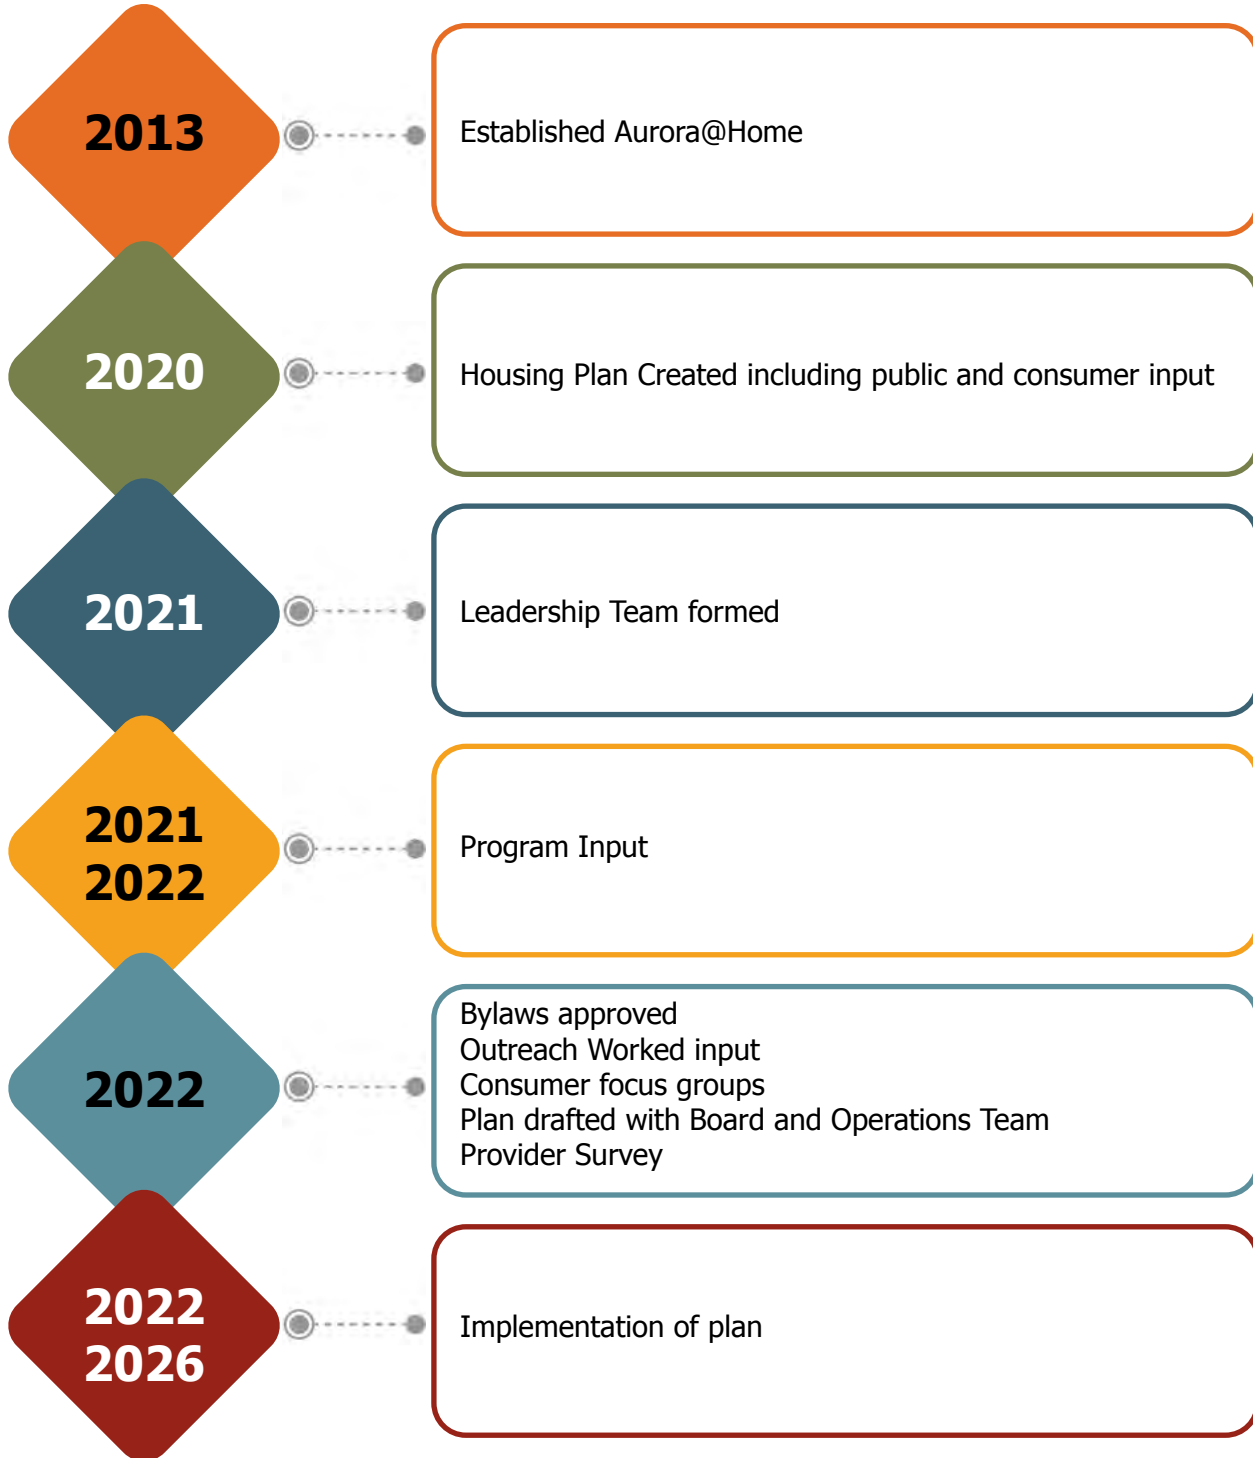 2013
Established Aurora@Home
2020
Housing Plan Created including public and consumer input
2021
Leadership Team formed
2021
2022
Program Input
2022
Bylaws approved
Outreach Worked input
Consumer focus groups
Plan drafted with Board and Operations Team
Provider Survey
2022
2026
Implementation of plan